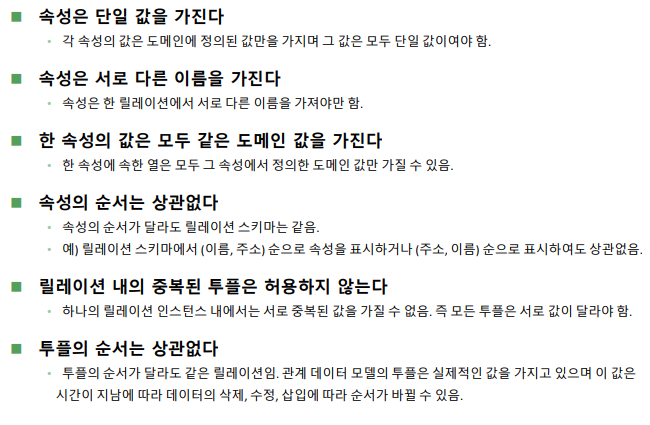 속성은 단일 값을 가진다
각 속성의 값은 도메인에 정의된 값만을 가지며 그 값은 모두 단일 값이여야 함.
속성은 서로 다른 이름을 가진다
속성은 한 릴레이션에서 서로 다른 이름을 가져야만 함.
한 속성의 값은 모두 같은 도메인 값을 가진다
한 속성에 속한 열은 모두 그 속성에서 정의한 도메인 값만 가질 수 있음.
속성의 순서는 상관없다
속성의 순서가 달라도 릴레이션 스키마는 같음.
예) 릴레이션 스키마에서 (이름, 주소) 순으로 속성을 표시하거나 (주소, 이름) 순으로 표시하여도 상관없음.
릴레이션 내의 중복된 투플은 허용하지 않는다
하나의 릴레이션 인스턴스 내에서는 서로 중복된 값을 가질 수 없음. 즉 모든 투플은 서로 값이 달라야 함.
투플의 순서는 상관없다
투플의 순서가 달라도 같은 릴레이션임. 관계 데이터 모델의 투플은 실제적인 값을 가지고 있으며 이 값은
시간이 지남에 따라 데이터의 삭제, 수정, 삽입에 따라 순서가 바뀔 수 있음.